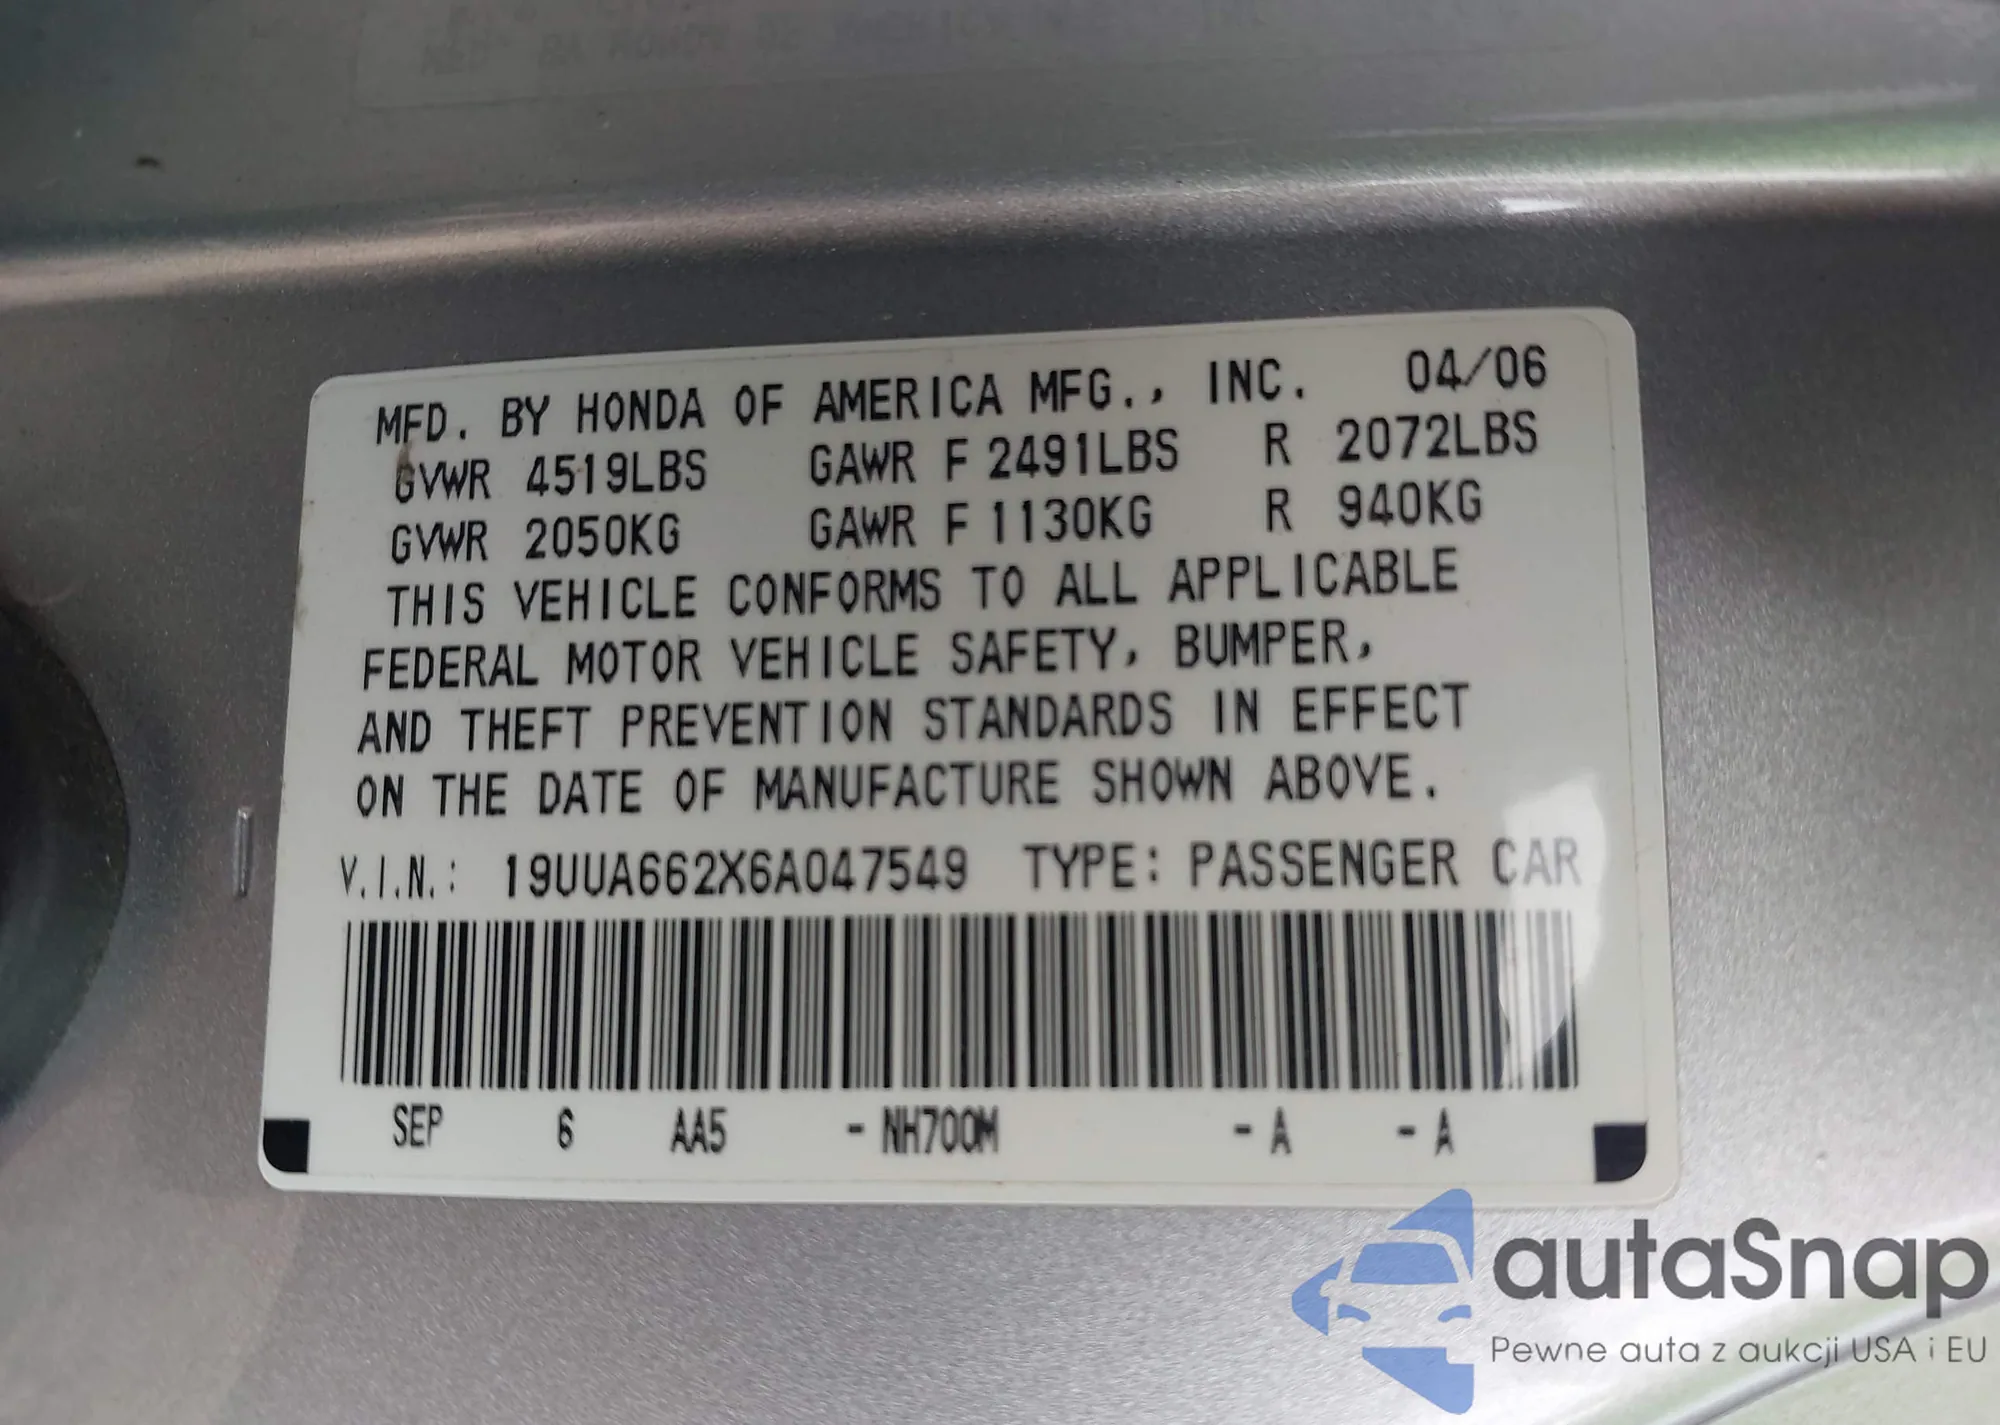 MFD. BY HONDA OF AMERICA MFG., INC. 04/06
GVWR 4519LBS GAWR F 2491LBS R 2072LBS
GVWR 2050KG GAWR F 1130KG R 940KG
THIS VEHICLE CONFORMS TO ALL APPLICABLE
FEDERAL MOTOR VEHICLE SAFETY, BUMPER,
AND THEFT PREVENTION STANDARDS IN EFFECT
ON THE DATE OF MANUFACTURE SHOWN ABOVE.
V.I.N.: 19UUA662X6A047549 TYPE: PASSENGER CAR
SEP 6 AA5 - NH700M - A - A
autaSnap
Pewne auta z aukcji USA i EU